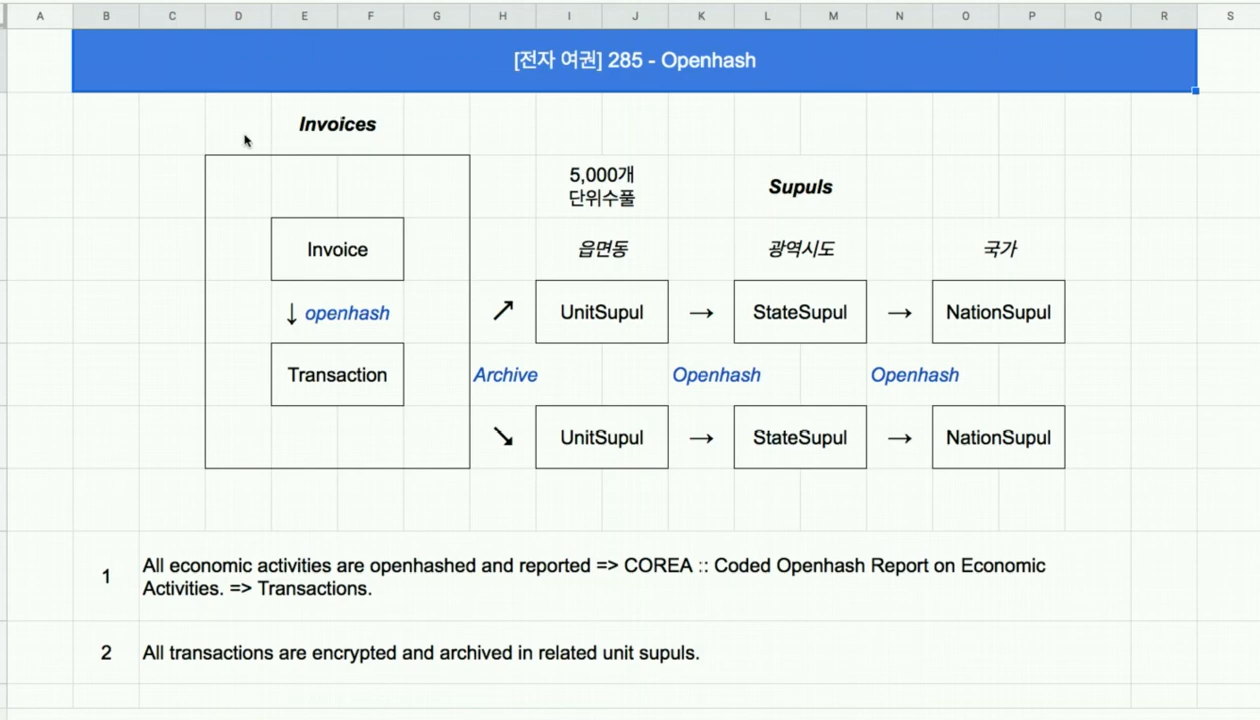 A B C D E F G H I J K L M N O P Q R S
[전자 여권] 285 - Openhash
Invoices
5,000개
단위수풀
Supuls
Invoice
읍면동
광역시도
국가
↓ openhash
↗
UnitSupul
→
StateSupul
→
NationSupul
Transaction
Archive
Openhash
Openhash
↘
UnitSupul
→
StateSupul
→
NationSupul
1
All economic activities are openhashed and reported => COREA :: Coded Openhash Report on Economic
Activities. => Transactions.
2
All transactions are encrypted and archived in related unit supuls.